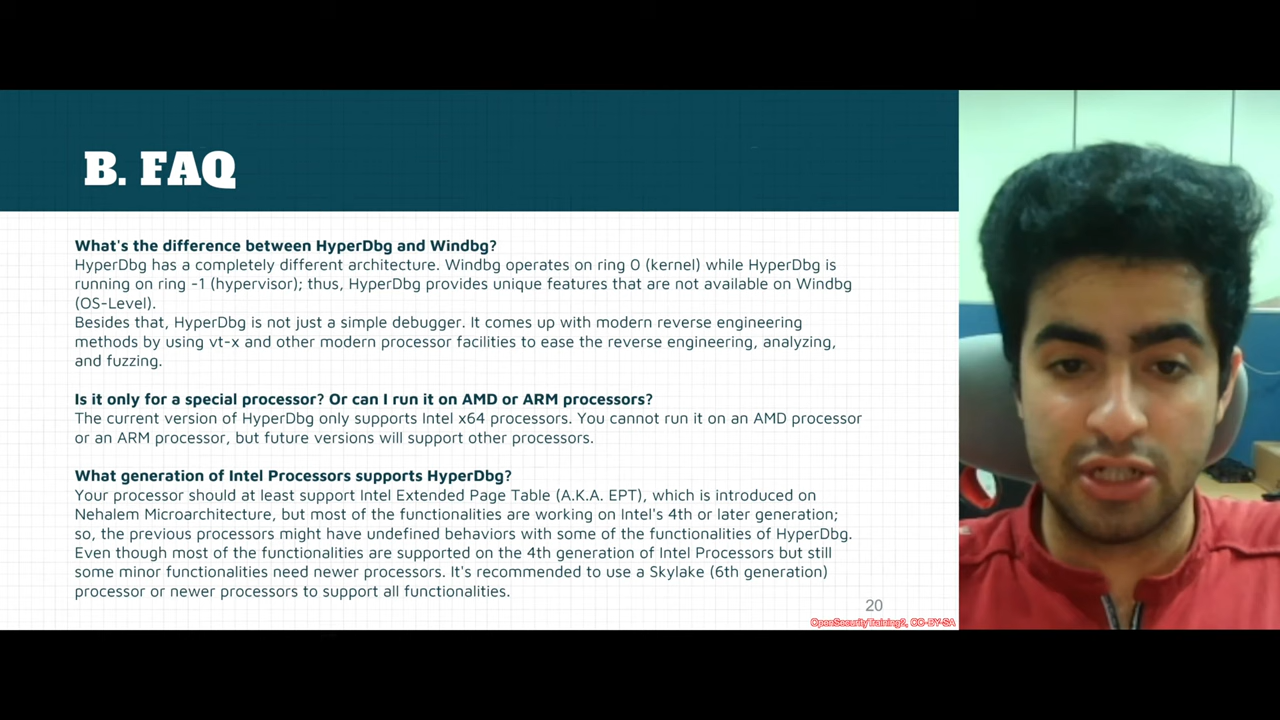 B. FAQ
What's the difference between HyperDbg and Windbg?
HyperDbg has a completely different architecture. Windbg operates on ring 0 (kernel) while HyperDbg is
running on ring -1 (hypervisor); thus, HyperDbg provides unique features that are not available on Windbg
(OS-Level).
Besides that, HyperDbg is not just a simple debugger. It comes up with modern reverse engineering
methods by using vt-x and other modern processor facilities to ease the reverse engineering, analyzing,
and fuzzing.
Is it only for a special processor? Or can I run it on AMD or ARM processors?
The current version of HyperDbg only supports Intel x64 processors. You cannot run it on an AMD processor
or an ARM processor, but future versions will support other processors.
What generation of Intel Processors supports HyperDbg?
Your processor should at least support Intel Extended Page Table (A.K.A. EPT), which is introduced on
Nehalem Microarchitecture, but most of the functionalities are working on Intel's 4th or later generation;
so, the previous processors might have undefined behaviors with some of the functionalities of HyperDbg.
Even though most of the functionalities are supported on the 4th generation of Intel Processors but still
some minor functionalities need newer processors. It's recommended to use a Skylake (6th generation)
processor or newer processors to support all functionalities.
20
OpenSecurityTraining2, CC-BY-SA